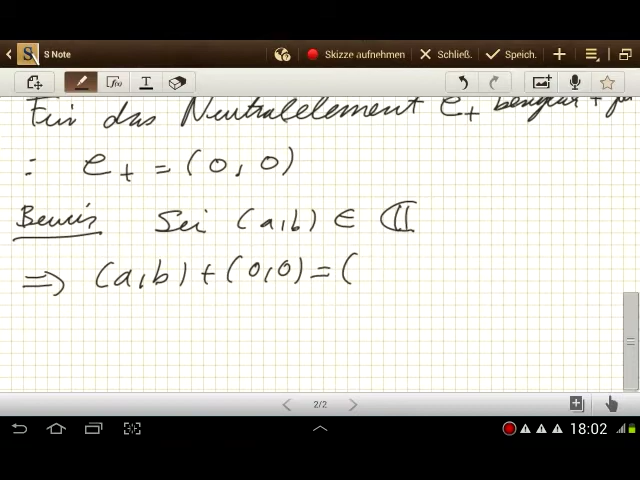 S Note
Skizze aufnehmen
Schließ.
Speich.
Für das Neutralelement e₊ bezgl. +
: e₊ = (0, 0)
Beweis Sei (a, b) ∈ ℂ
⇒ (a, b) + (0, 0) = (
2/2
18:02